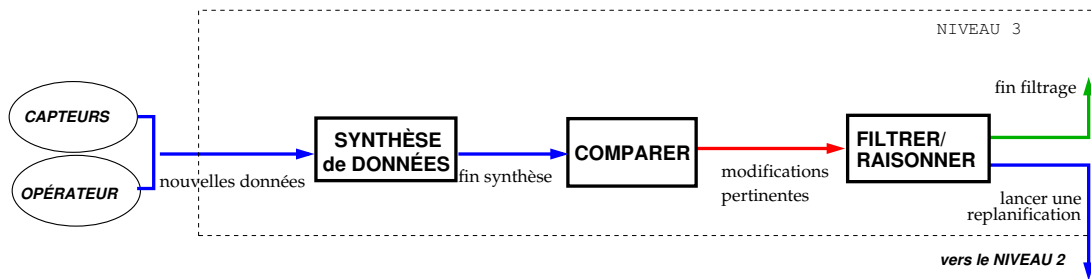 NIVEAU 3
fin filtrage
CAPTEURS
SYNTHÈSE
de DONNÉES
COMPARER
FILTRER/
RAISONNER
nouvelles données
fin synthèse
modifications
pertinentes
OPÉRATEUR
lancer une
replanification
vers le NIVEAU 2